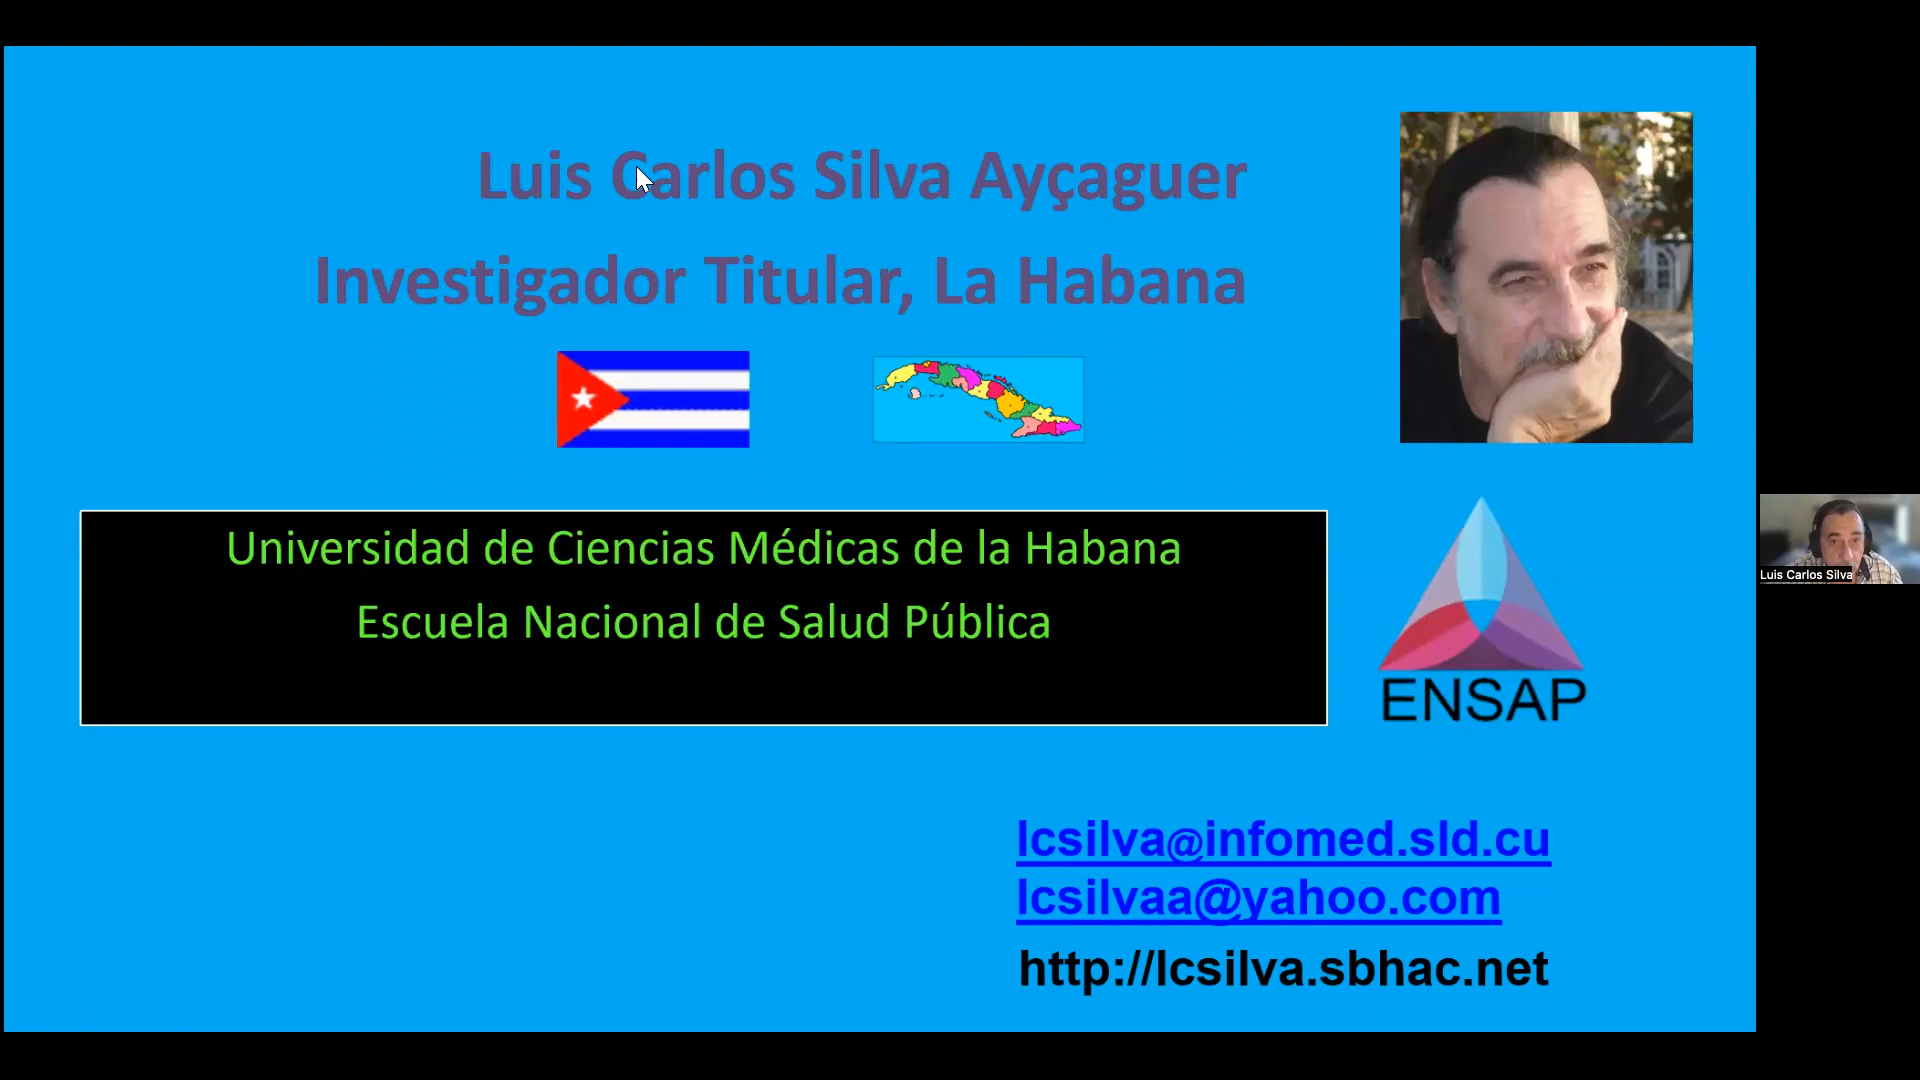 Luis Carlos Silva Ayçaguer
Investigador Titular, La Habana
Universidad de Ciencias Médicas de la Habana
Escuela Nacional de Salud Pública
ENSAP
lcsilva@infomed.sld.cu
lcsilvaa@yahoo.com
http://lcsilva.sbhac.net
Luis Carlos Silva